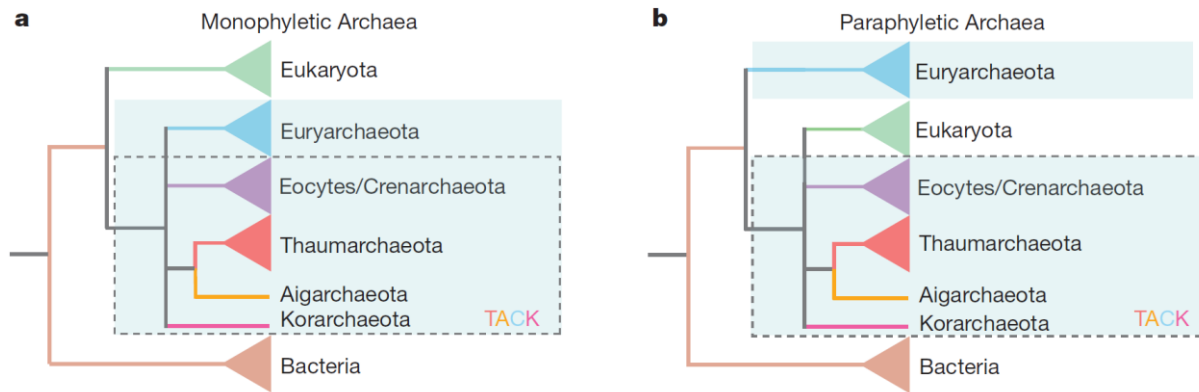 a
Monophyletic Archaea
Eukaryota
Euryarchaeota
Eocytes/Crenarchaeota
Thaumarchaeota
Aigarchaeota
Korarchaeota
TACK
Bacteria
b
Paraphyletic Archaea
Euryarchaeota
Eukaryota
Eocytes/Crenarchaeota
Thaumarchaeota
Aigarchaeota
Korarchaeota
TACK
Bacteria